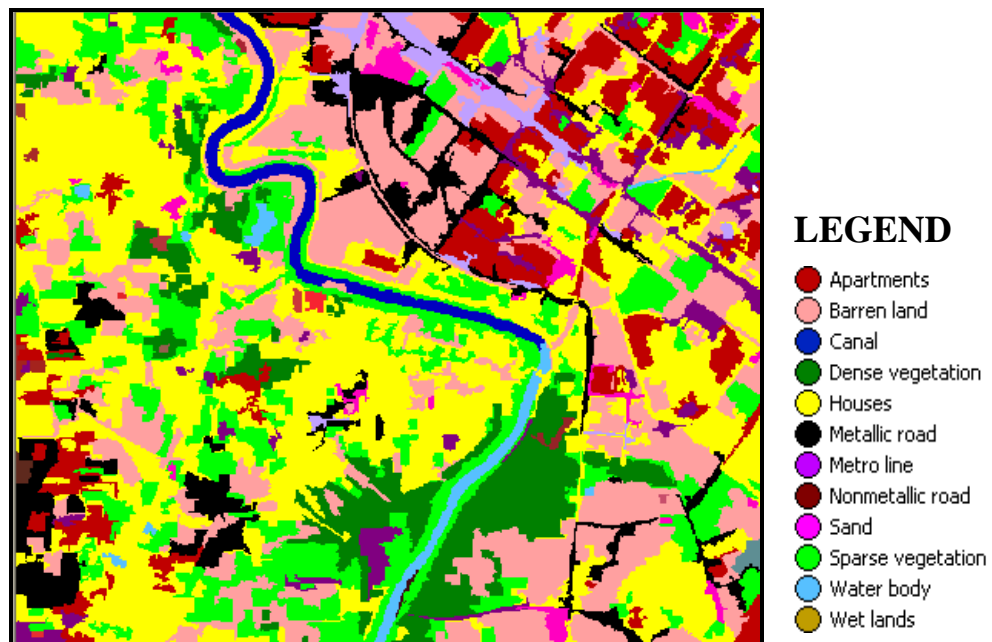 LEGEND
Apartments
Barren land
Canal
Dense vegetation
Houses
Metallic road
Metro line
Nonmetallic road
Sand
Sparse vegetation
Water body
Wet lands